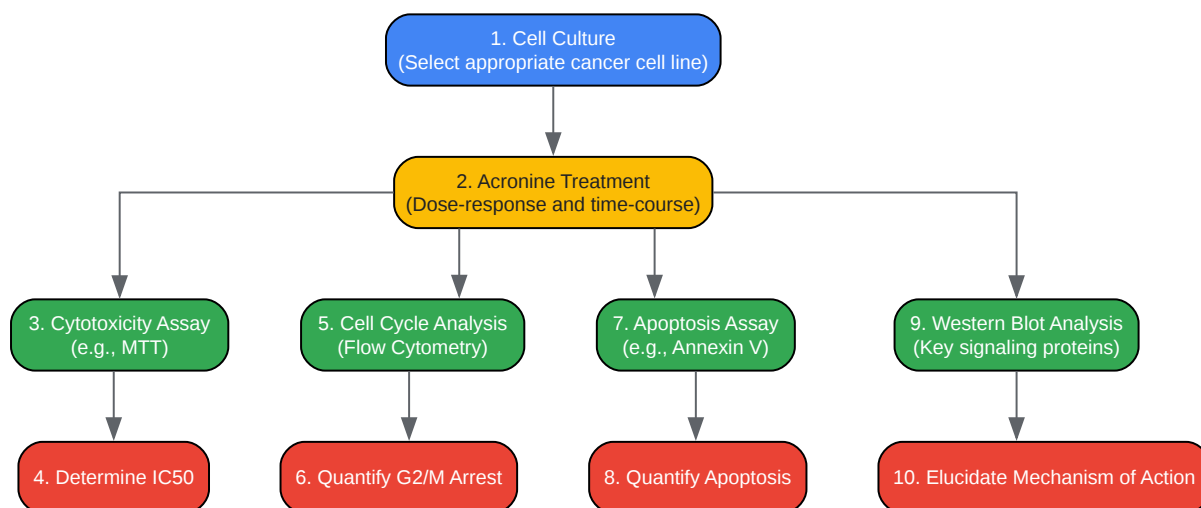 1. Cell Culture
(Select appropriate cancer cell line)
2. Acronine Treatment
(Dose-response and time-course)
3. Cytotoxicity Assay
(e.g., MTT)
5. Cell Cycle Analysis
(Flow Cytometry)
7. Apoptosis Assay
(e.g., Annexin V)
9. Western Blot Analysis
(Key signaling proteins)
4. Determine IC50
6. Quantify G2/M Arrest
8. Quantify Apoptosis
10. Elucidate Mechanism of Action